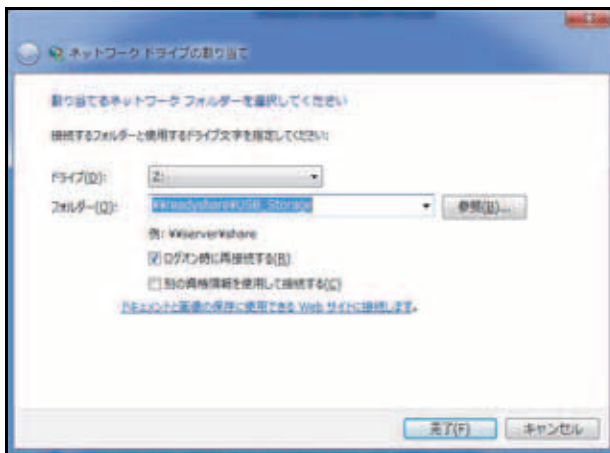 ネットワーク ドライブの割り当て
割り当てるネットワーク フォルダーを選択してください
接続するフォルダーと使用するドライブ文字を指定してください:
ドライブ(D): Z:
フォルダー(O): ¥¥readyshare¥USB_Storage 参照(B)...
例: ¥¥server¥share
ログオン時に再接続する(R)
別の資格情報を使用して接続する(C)
ドキュメントと画像の保存に使用できる Web サイトに接続します。
完了(F) キャンセル